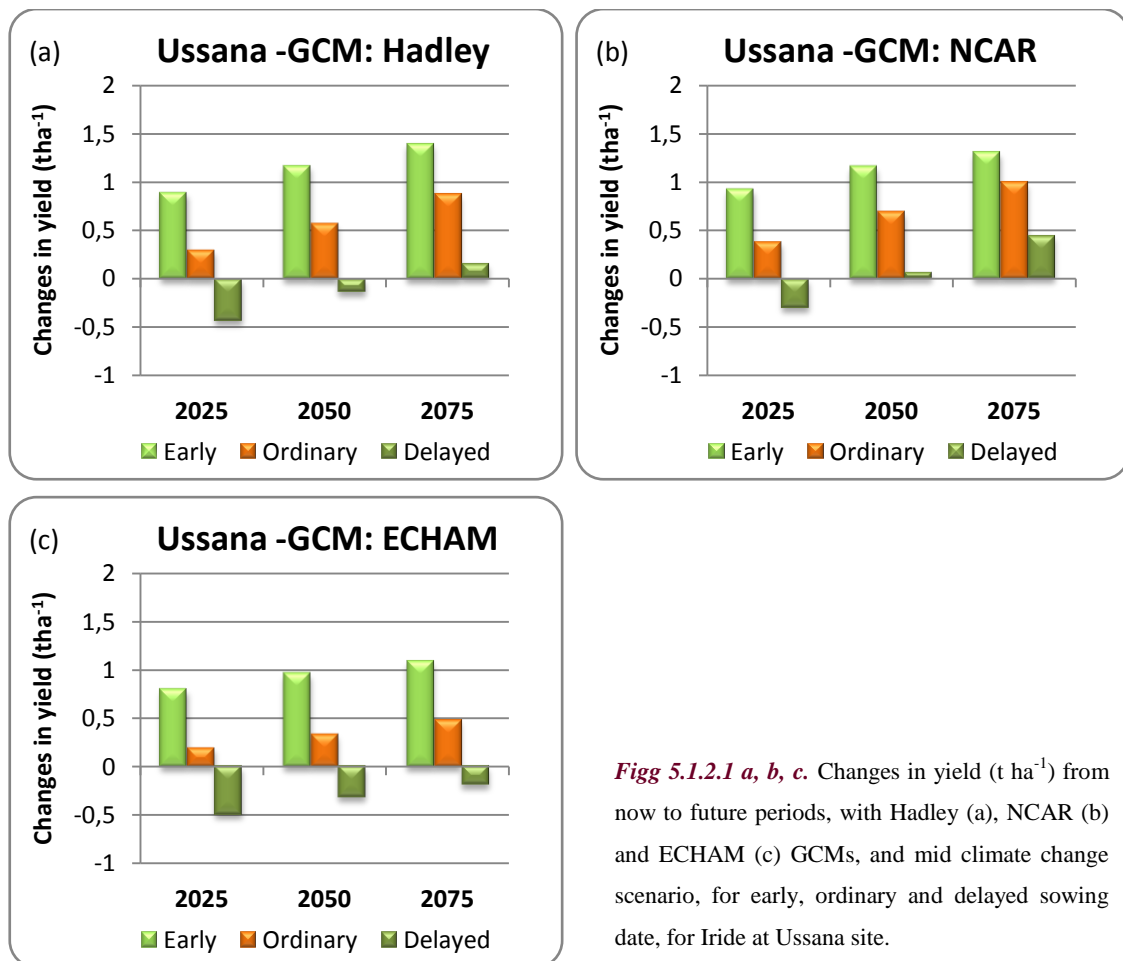 (a) Ussana -GCM: Hadley
Changes in yield (tha-1)
2
1,5
1
0,5
0
-0,5
-1
2025 2050 2075
Early Ordinary Delayed
(b) Ussana -GCM: NCAR
Changes in yield (tha-1)
2
1,5
1
0,5
0
-0,5
-1
2025 2050 2075
Early Ordinary Delayed
(c) Ussana -GCM: ECHAM
Changes in yield (tha-1)
2
1,5
1
0,5
0
-0,5
-1
2025 2050 2075
Early Ordinary Delayed
Figg 5.1.2.1 a, b, c. Changes in yield (t ha-1) from
now to future periods, with Hadley (a), NCAR (b)
and ECHAM (c) GCMs, and mid climate change
scenario, for early, ordinary and delayed sowing
date, for Iride at Ussana site.